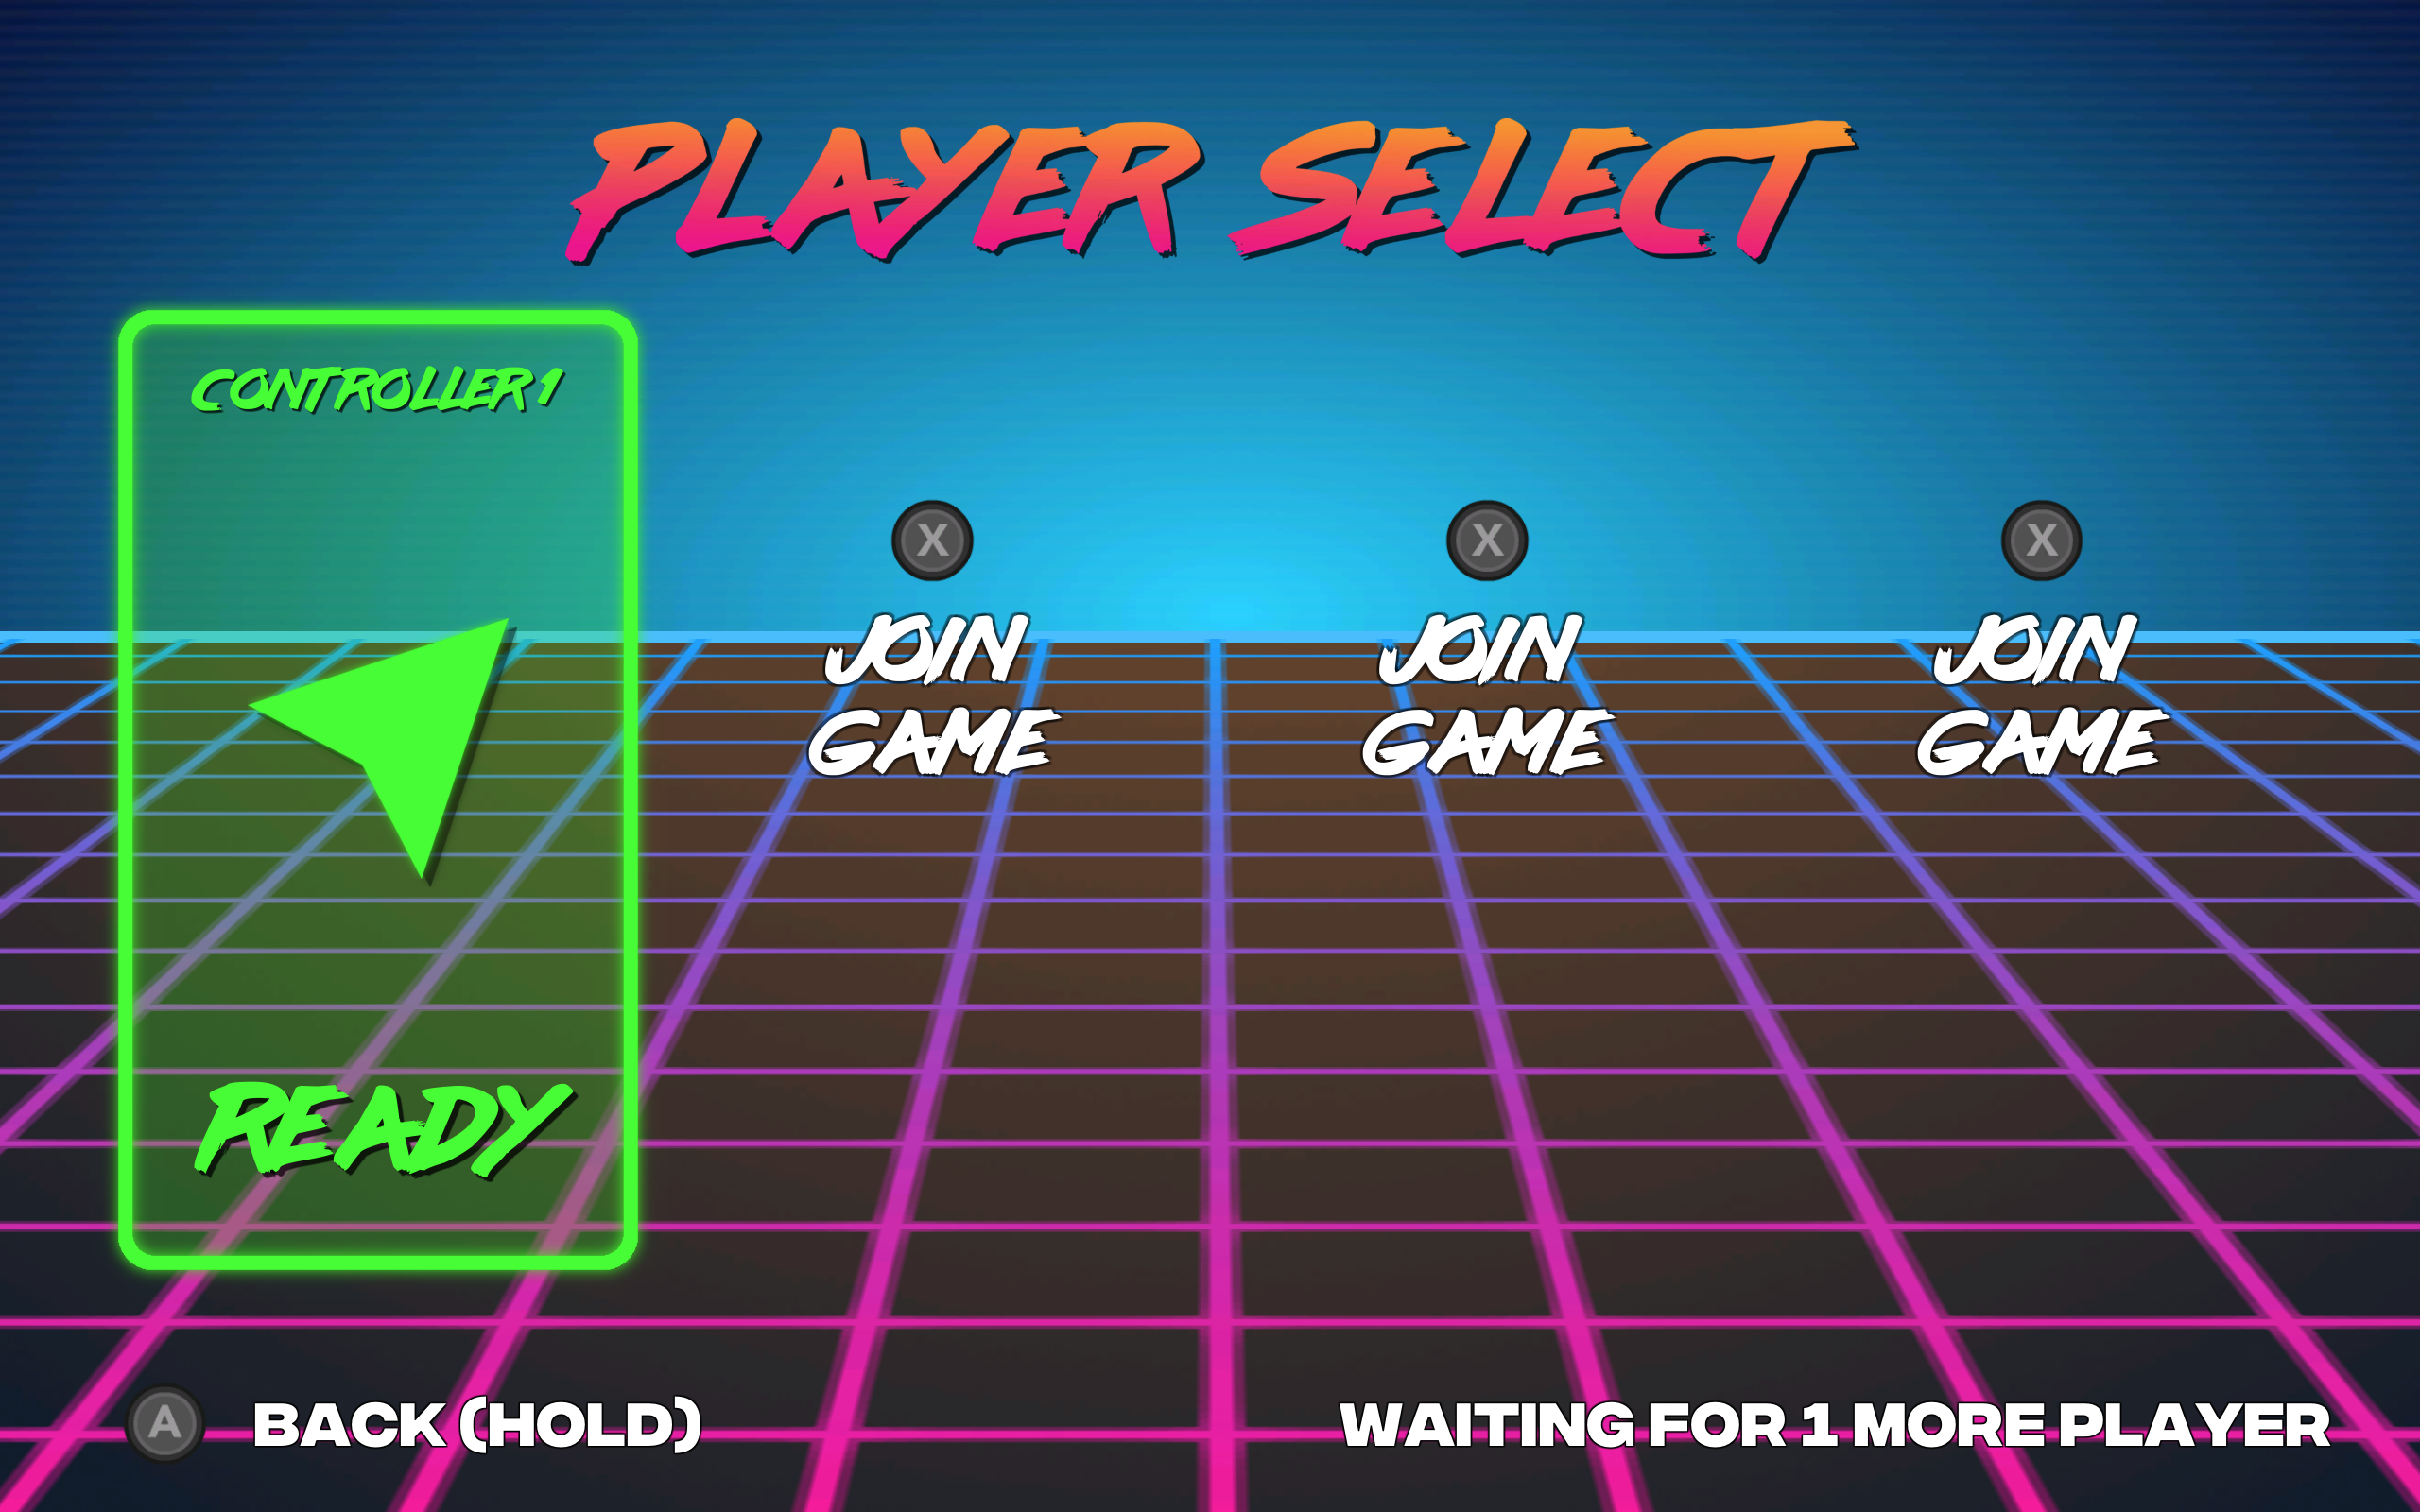 PLAYER SELECT
CONTROLLER 1
READY
X
JOIN
GAME
X
JOIN
GAME
X
JOIN
GAME
A BACK (HOLD)
WAITING FOR 1 MORE PLAYER